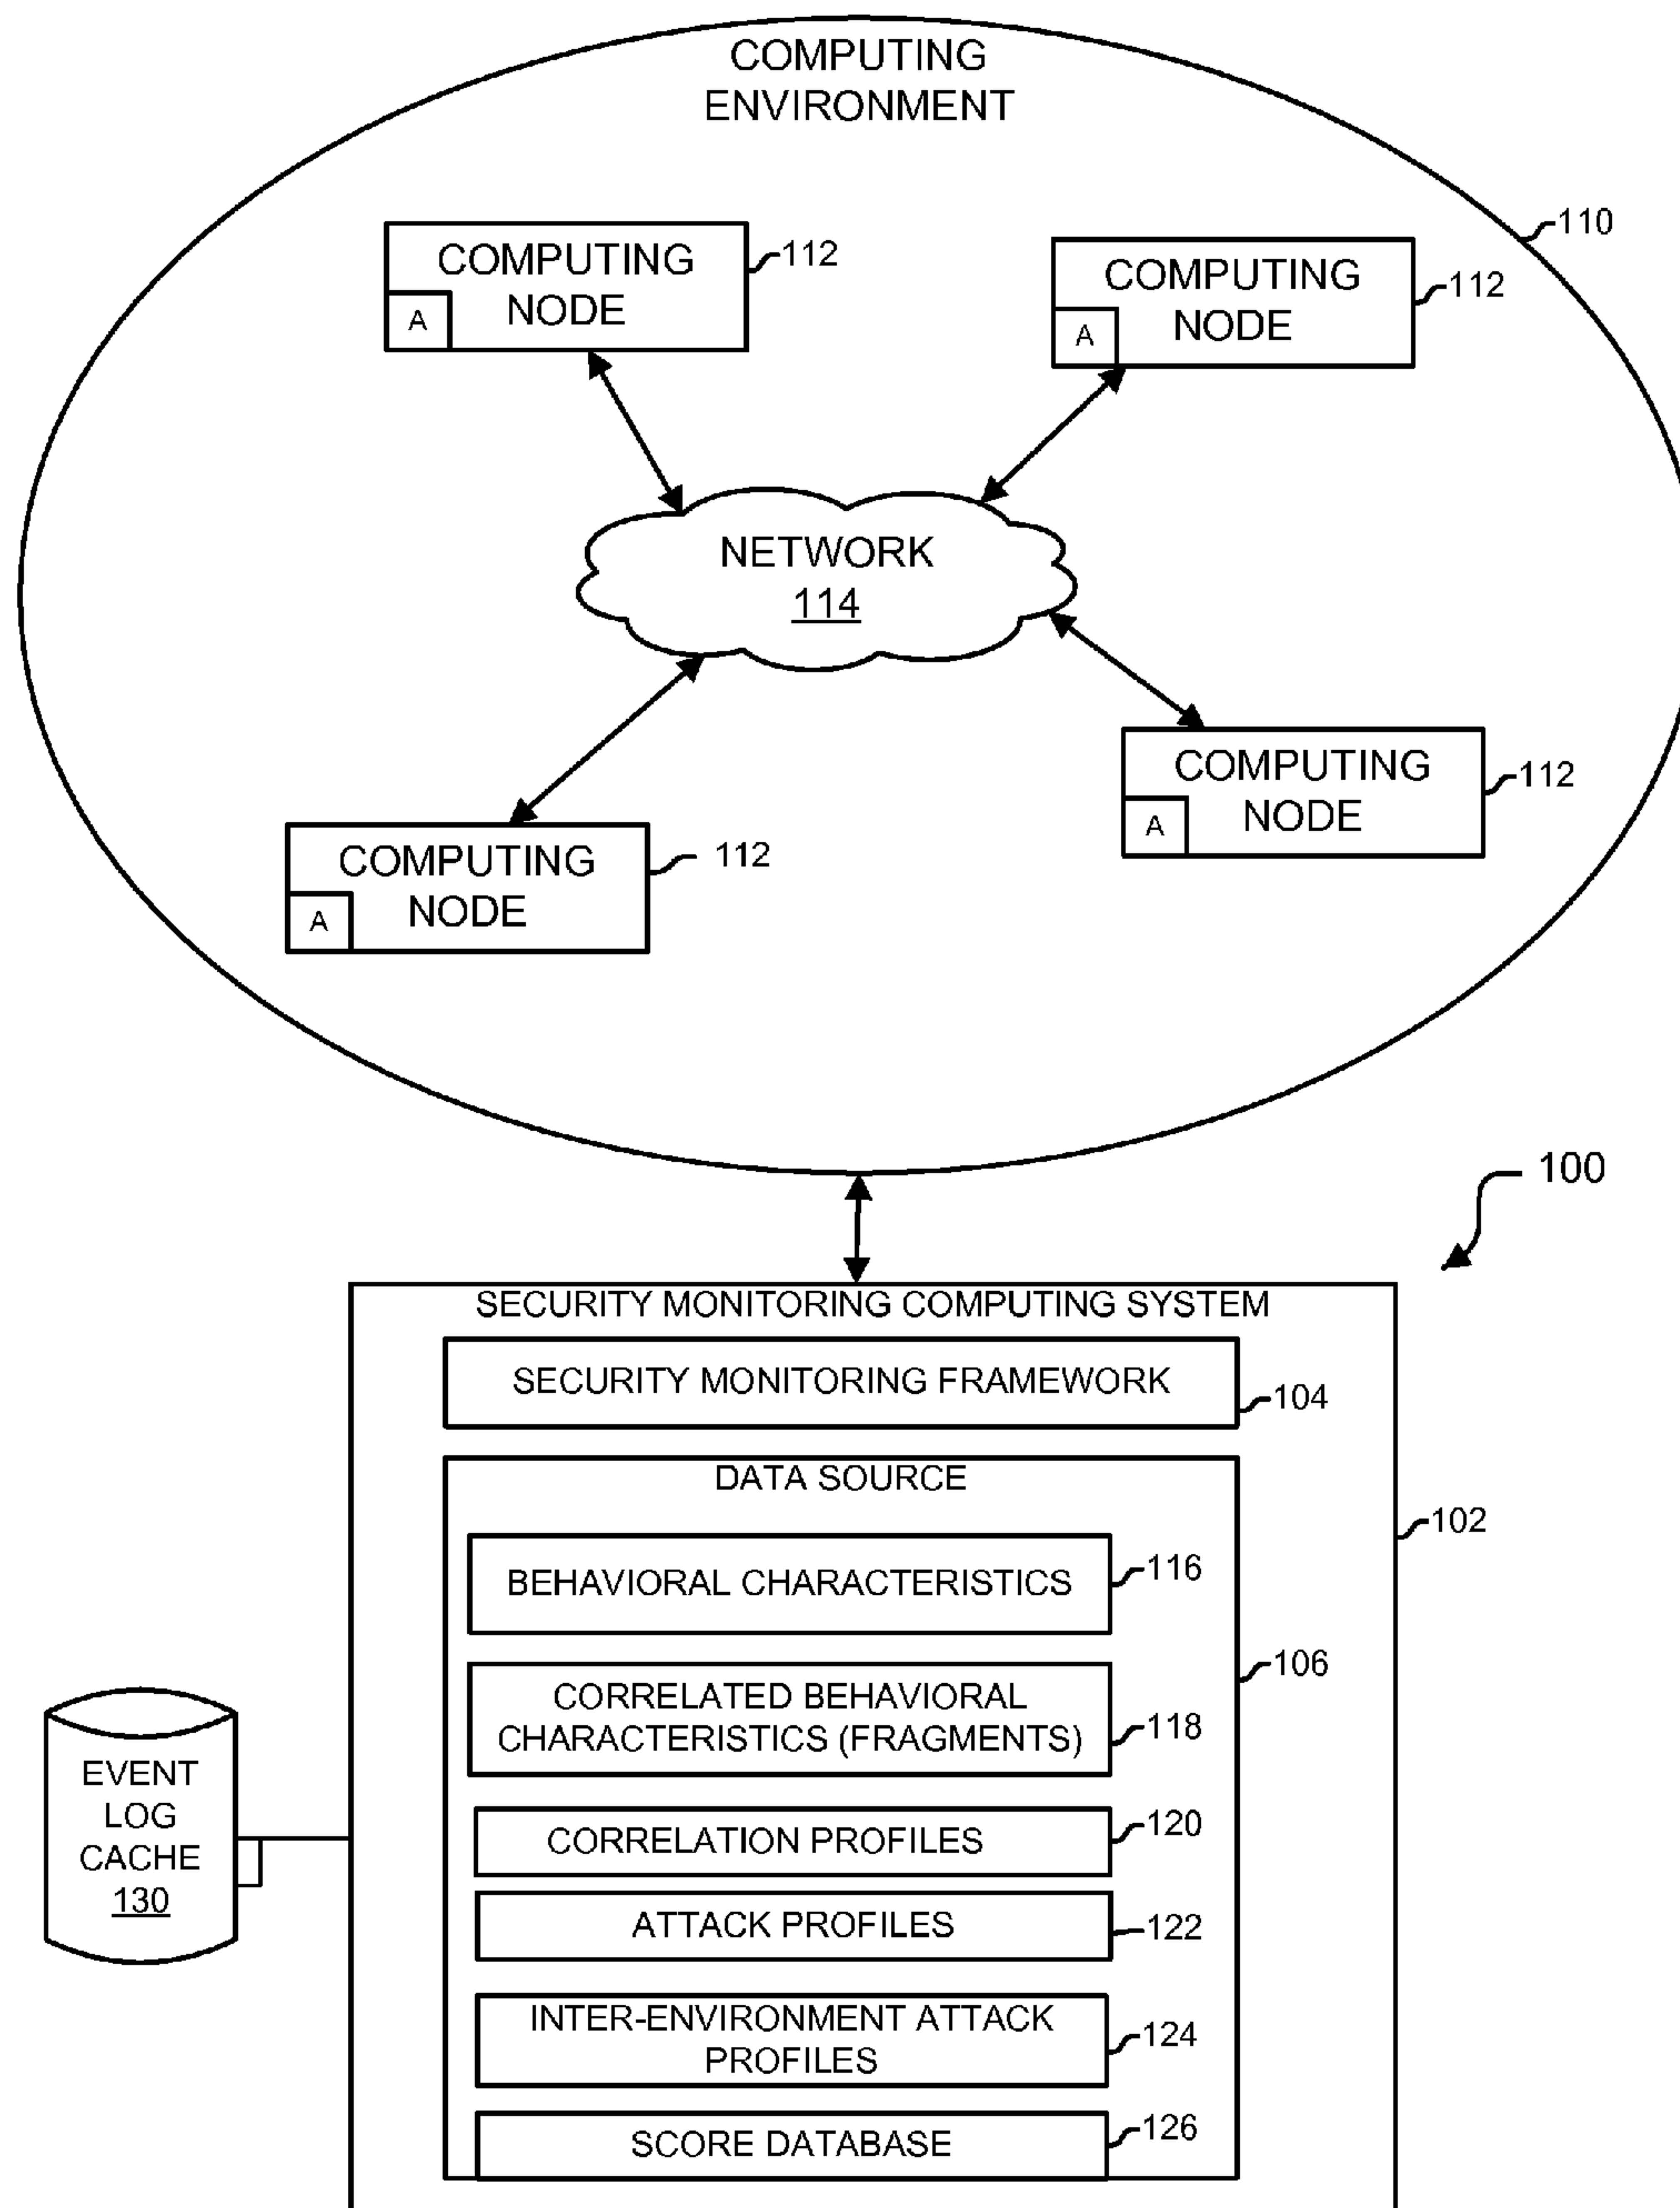 COMPUTING
ENVIRONMENT
110
COMPUTING
NODE
A
112
COMPUTING
NODE
A
112
NETWORK
114
COMPUTING
NODE
A
112
COMPUTING
NODE
A
112
100
SECURITY MONITORING COMPUTING SYSTEM
SECURITY MONITORING FRAMEWORK
104
DATA SOURCE
102
BEHAVIORAL CHARACTERISTICS
116
106
CORRELATED BEHAVIORAL
CHARACTERISTICS (FRAGMENTS)
118
EVENT
LOG
CACHE
130
CORRELATION PROFILES
120
ATTACK PROFILES
122
INTER-ENVIRONMENT ATTACK
PROFILES
124
SCORE DATABASE
126